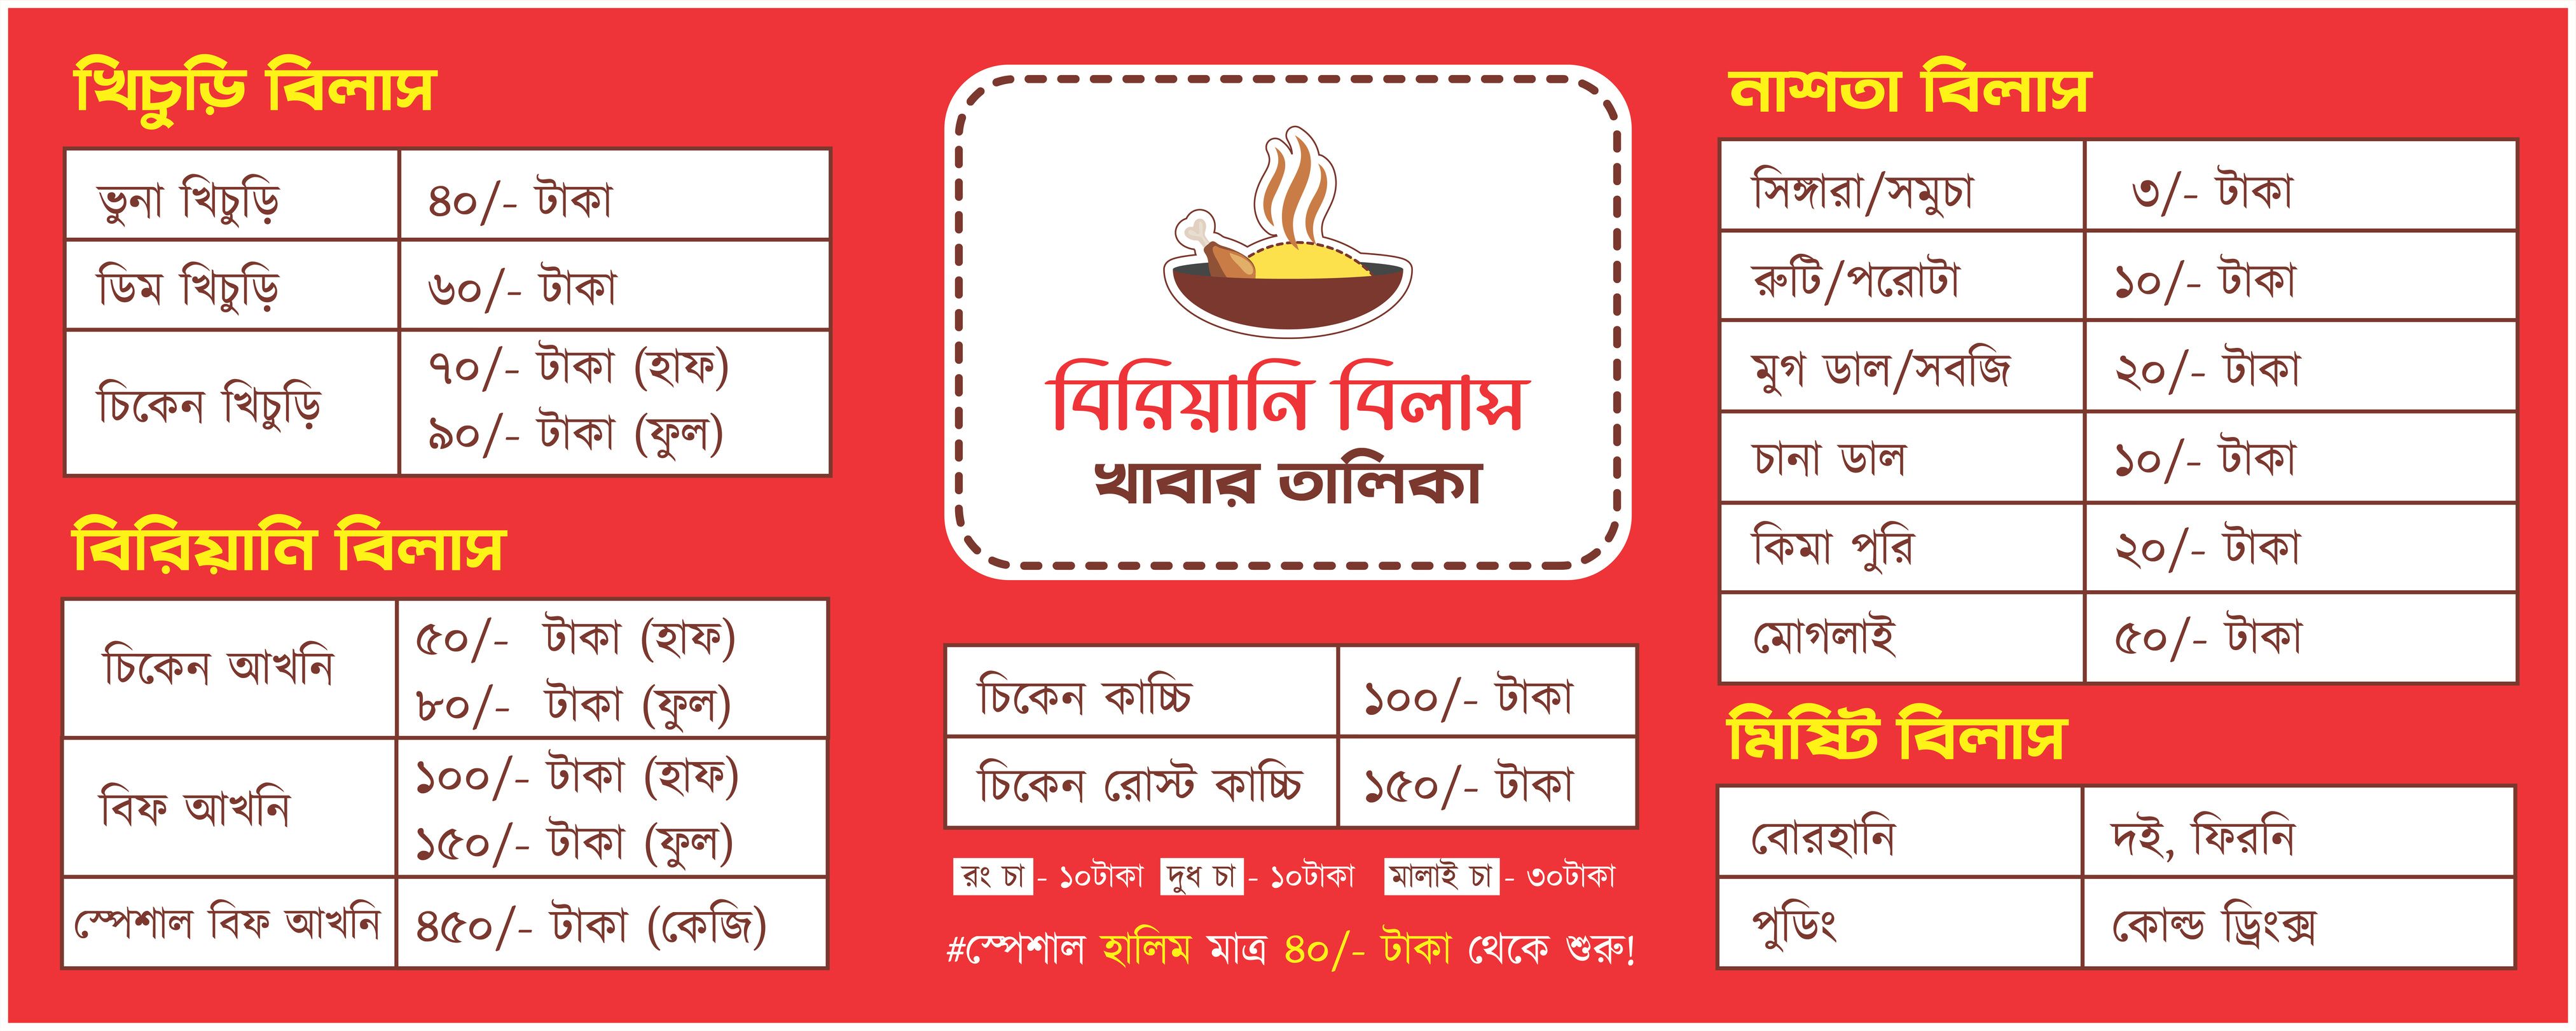 খিচুড়ি বিলাস
ভুনা খিচুড়ি ৪০/- টাকা
ডিম খিচুড়ি ৬০/- টাকা
চিকেন খিচুড়ি ৭০/- টাকা (হাফ)
৯০/- টাকা (ফুল)
বিরিয়ানি বিলাস
চিকেন আখনি ৫০/- টাকা (হাফ)
৮০/- টাকা (ফুল)
বিফ আখনি ১০০/- টাকা (হাফ)
১৫০/- টাকা (ফুল)
স্পেশাল বিফ আখনি ৪৫০/- টাকা (কেজি)
বিরিয়ানি বিলাস
খাবার তালিকা
চিকেন কাচ্চি ১০০/- টাকা
চিকেন রোস্ট কাচ্চি ১৫০/- টাকা
রং চা - ১০টাকা দুধ চা - ১০টাকা মালাই চা - ৩০টাকা
#স্পেশাল হালিম মাত্র ৪০/- টাকা থেকে শুরু!
নাশতা বিলাস
সিঙ্গারা/সমুচা ৩/- টাকা
রুটি/পরোটা ১০/- টাকা
মুগ ডাল/সবজি ২০/- টাকা
চানা ডাল ১০/- টাকা
কিমা পুরি ২০/- টাকা
মোগলাই ৫০/- টাকা
মিষ্টি বিলাস
বোরহানি দই, ফিরনি
পুডিং কোল্ড ড্রিংক্স